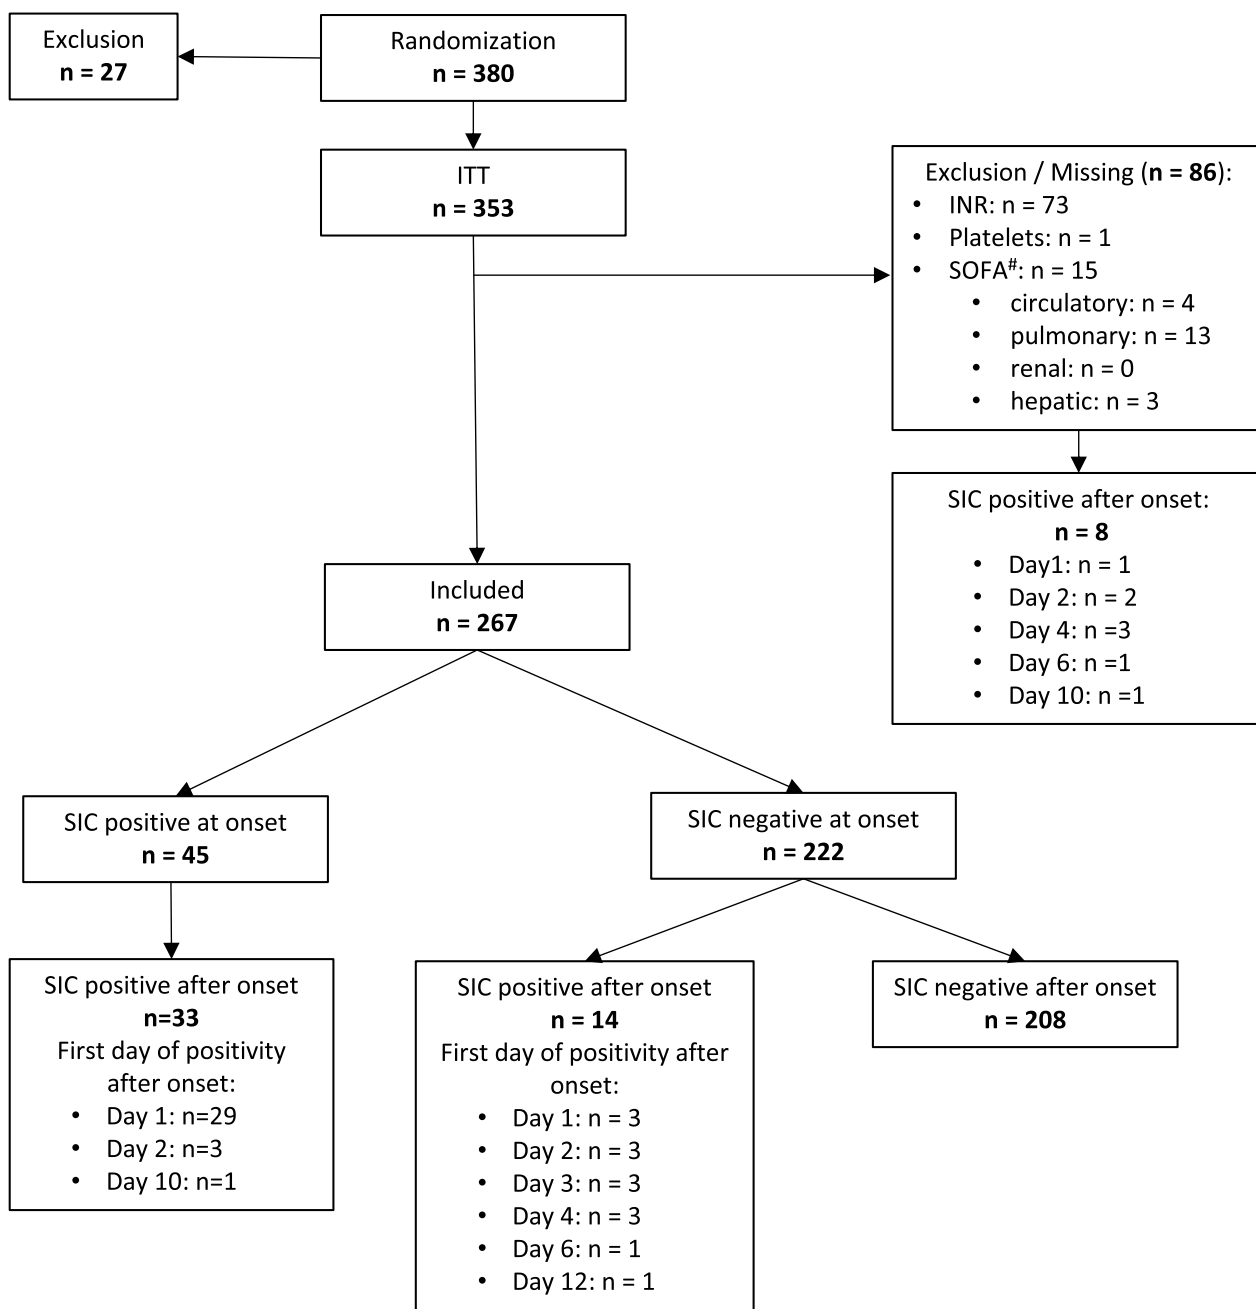 Exclusion
n = 27
Randomization
n = 380
ITT
n = 353
Exclusion / Missing (n = 86):
• INR: n = 73
• Platelets: n = 1
• SOFA#: n = 15
• circulatory: n = 4
• pulmonary: n = 13
• renal: n = 0
• hepatic: n = 3
SIC positive after onset:
n = 8
• Day1: n = 1
• Day 2: n = 2
• Day 4: n =3
• Day 6: n =1
• Day 10: n =1
Included
n = 267
SIC positive at onset
n = 45
SIC negative at onset
n = 222
SIC positive after onset
n=33
First day of positivity
after onset:
• Day 1: n=29
• Day 2: n=3
• Day 10: n=1
SIC positive after onset
n = 14
First day of positivity after
onset:
• Day 1: n = 3
• Day 2: n = 3
• Day 3: n = 3
• Day 4: n = 3
• Day 6: n = 1
• Day 12: n = 1
SIC negative after onset
n = 208